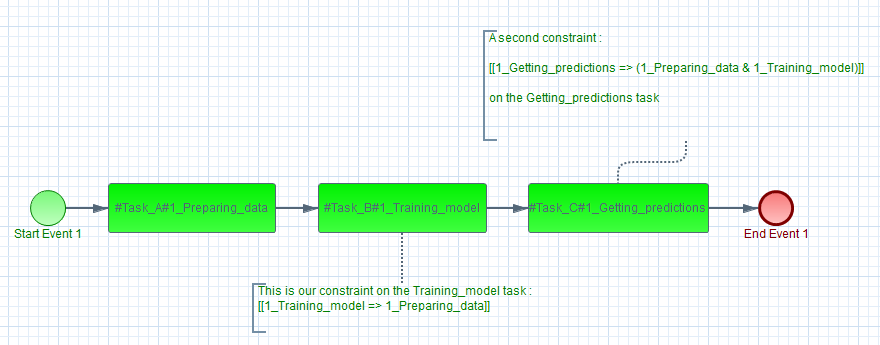 A second constraint :
[[1_Getting_predictions => (1_Preparing_data & 1_Training_model)]]
on the Getting_predictions task
#Task_A#1_Preparing_data
#Task_B#1_Training_model
#Task_C#1_Getting_predictions
Start Event 1
End Event 1
This is our constraint on the Training_model task :
[[1_Training_model => 1_Preparing_data]]